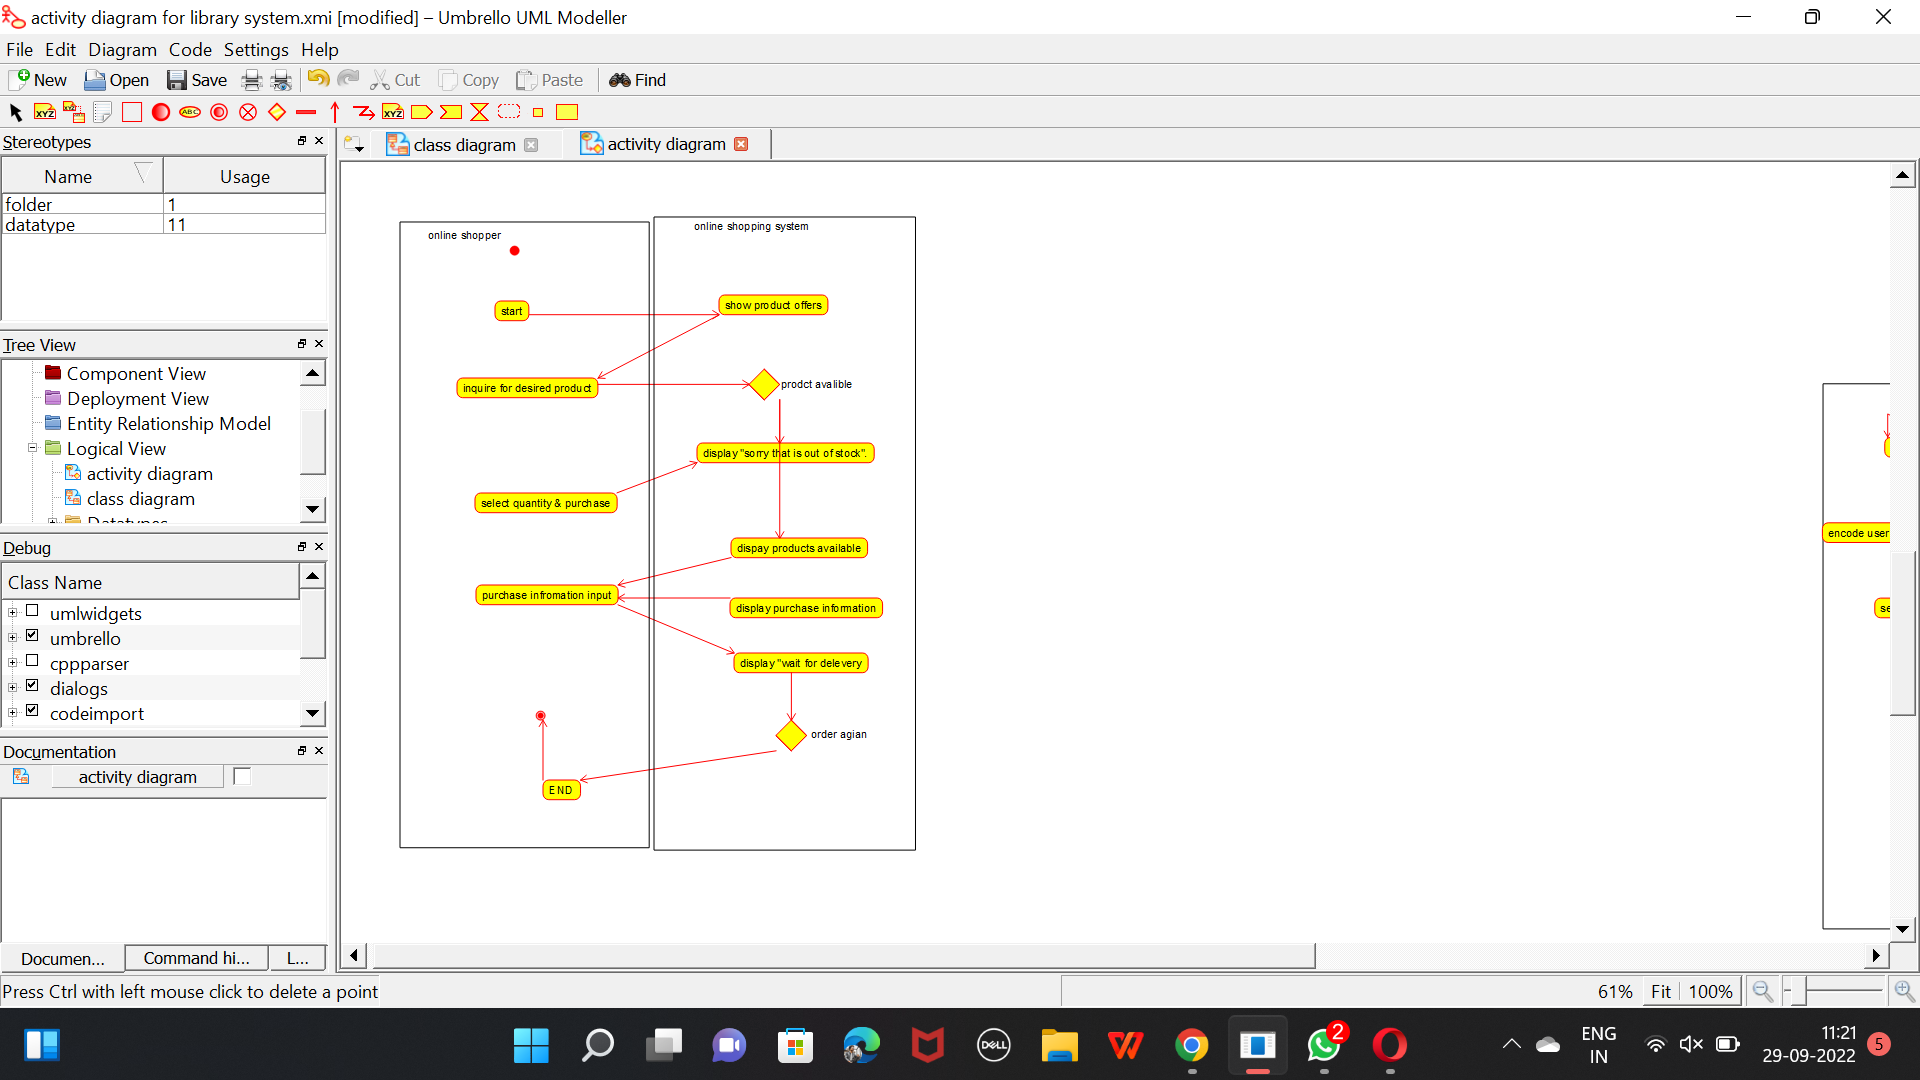 activity diagram for library system.xmi [modified] – Umbrello UML Modeller
File Edit Diagram Code Settings Help
New Open Save Cut Copy Paste Find
XYZ XYZ ABC XYZ
Stereotypes
class diagram activity diagram
Name Usage
folder 1
datatype 11
Tree View
Component View
Deployment View
Entity Relationship Model
Logical View
activity diagram
class diagram
Datatypes
Debug
Class Name
umlwidgets
umbrello
cppparser
dialogs
codeimport
Documentation
activity diagram
Documen... Command hi... L...
online shopper
online shopping system
start
show product offers
inquire for desired product
prodct avalible
display "sorry that is out of stock".
select quantity & purchase
dispay products available
purchase infromation input
display purchase information
display "wait for delevery
order agian
END
encode user
se
Press Ctrl with left mouse click to delete a point
61% Fit 100%
DELL
2
ENG
IN
11:21
29-09-2022
5